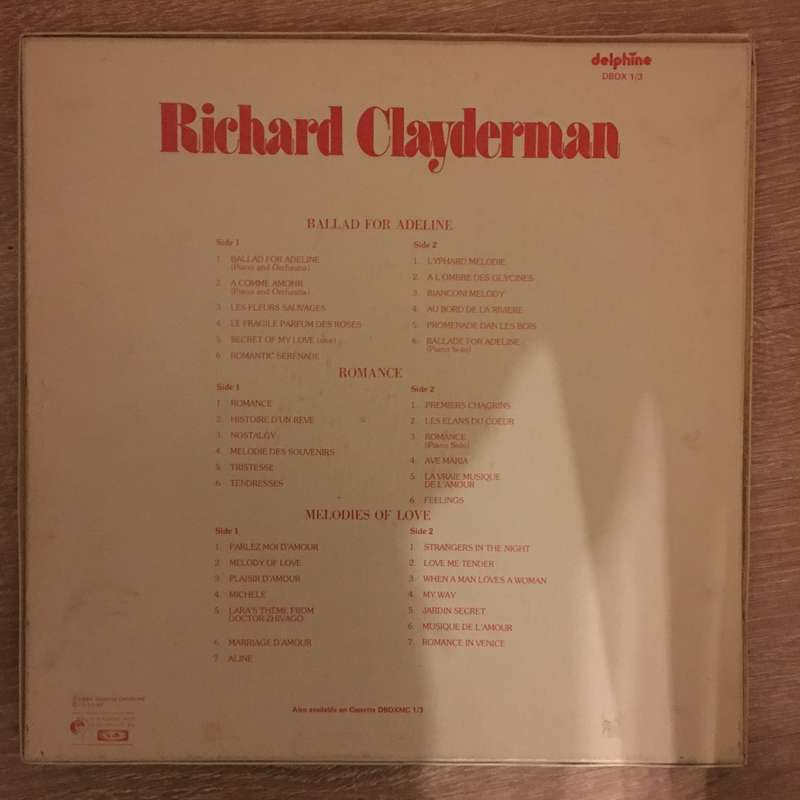 delphine
DBOX 1/3
Richard Clayderman
BALLAD FOR ADELINE
Side 1
1. BALLAD FOR ADELINE
(Piano and Orchestra)
2. A COMME AMOUR
(Piano and Orchestra)
3. LES FLEURS SAUVAGES
4. LE FRAGILE PARFUM DES ROSES
5. SECRET OF MY LOVE
6. ROMANTIC SERENADE
Side 2
1. LYPHARD MELODIE
2. A L'OMBRE DES GLYCINES
3. BIANCONI MELODY
4. AU BORD DE LA RIVIERE
5. PROMENADE DAN LES BOIS
6. BALLADE FOR ADELINE
(Piano Solo)
ROMANCE
Side 1
1. ROMANCE
2. HISTOIRE D'UN REVE
3. NOSTALGY
4. MELODIE DES SOUVENIRS
5. TRISTESSE
6. TENDRESSES
Side 2
1. PREMIERS CHAGRINS
2. LES ELANS DU COEUR
3. ROMANCE
(Piano Solo)
4. AVE MARIA
5. LA VRAIE MUSIQUE
DE L'AMOUR
6. FEELINGS
MELODIES OF LOVE
Side 1
1. PARLEZ MOI D'AMOUR
2. MELODY OF LOVE
3. PLAISIR D'AMOUR
4. MICHELE
5. LARA'S THEME FROM
DOCTOR ZHIVAGO
6. MARRIAGE D'AMOUR
7. ALINE
Side 2
1. STRANGERS IN THE NIGHT
2. LOVE ME TENDER
3. WHEN A MAN LOVES A WOMAN
4. MY WAY
5. JARDIN SECRET
6. MUSIQUE DE L'AMOUR
7. ROMANCE IN VENICE
Also available on Cassette DBOXMC 1/3